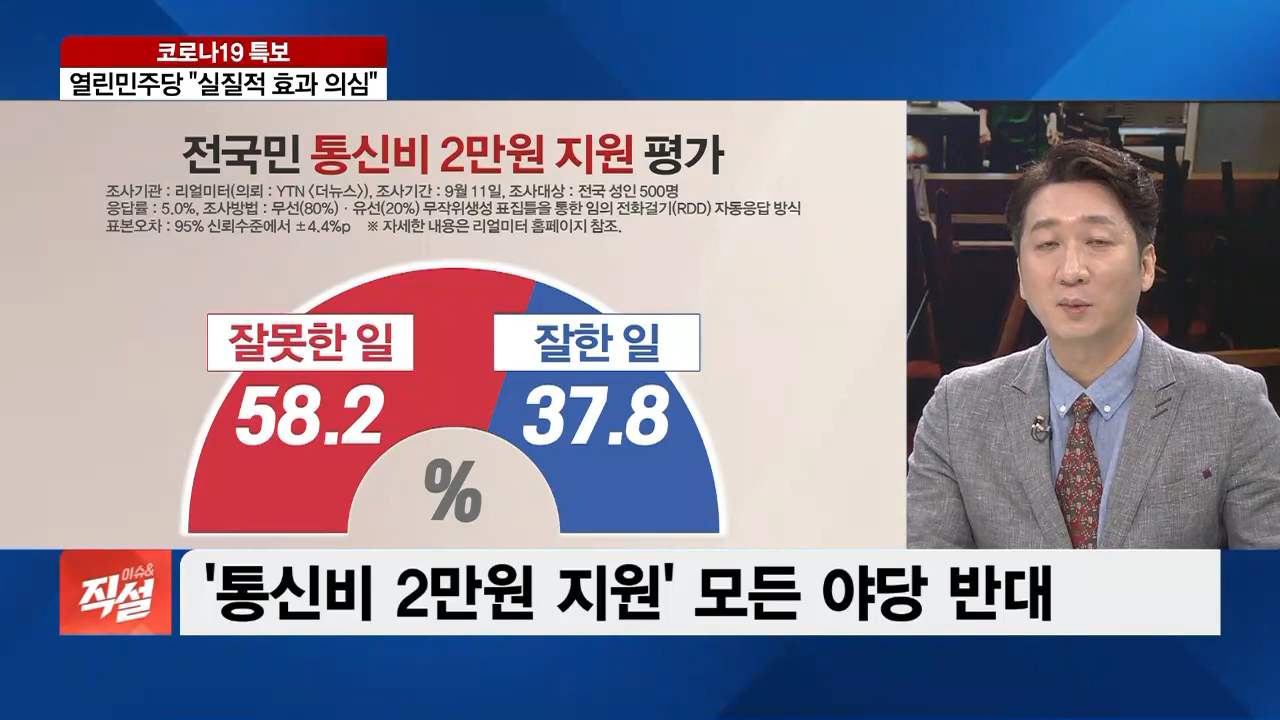 코로나19 특보
열린민주당 "실질적 효과 의심"
전국민 통신비 2만원 지원 평가
조사기관 : 리얼미터(의뢰 : YTN <더뉴스>), 조사기간 : 9월 11일, 조사대상 : 전국 성인 500명
응답률 : 5.0%, 조사방법 : 무선(80%) · 유선(20%) 무작위생성 표집틀을 통한 임의 전화걸기(RDD) 자동응답 방식
표본오차 : 95% 신뢰수준에서 ±4.4%p ※ 자세한 내용은 리얼미터 홈페이지 참조.
잘못한 일
58.2
잘한 일
37.8
%
이슈&
직설
'통신비 2만원 지원' 모든 야당 반대